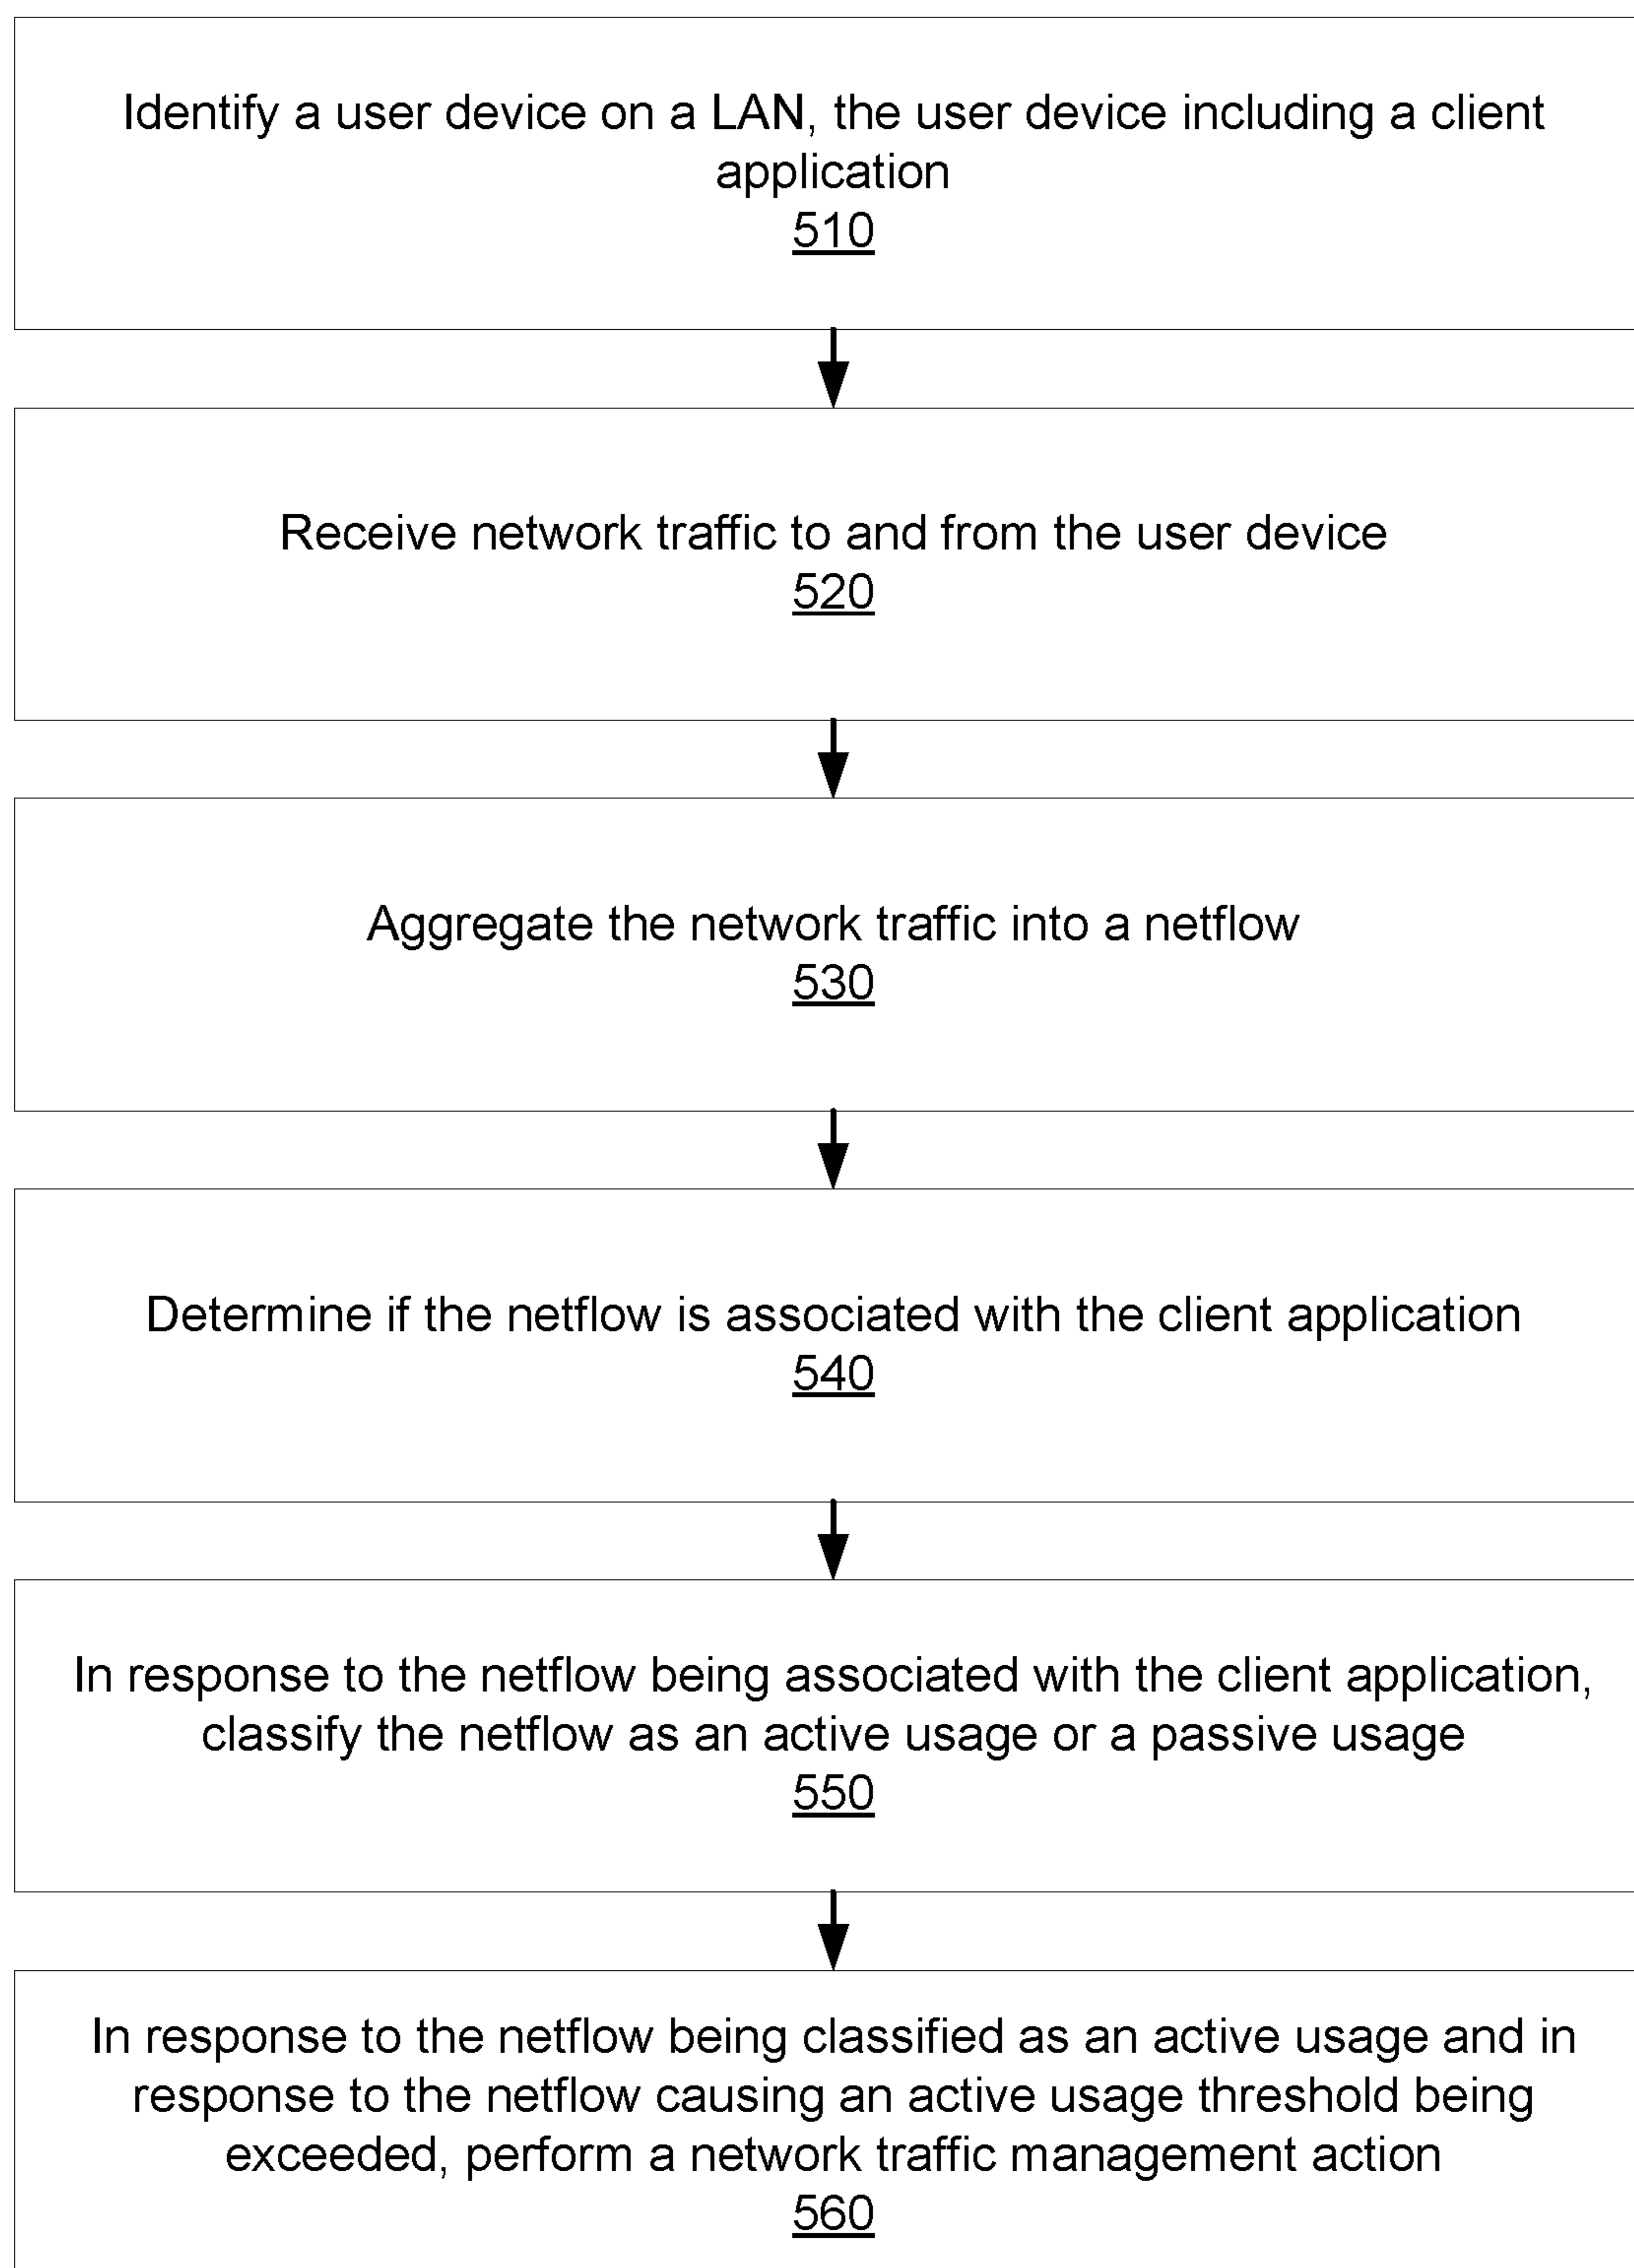 Identify a user device on a LAN, the user device including a client
application
510
Receive network traffic to and from the user device
520
Aggregate the network traffic into a netflow
530
Determine if the netflow is associated with the client application
540
In response to the netflow being associated with the client application,
classify the netflow as an active usage or a passive usage
550
In response to the netflow being classified as an active usage and in
response to the netflow causing an active usage threshold being
exceeded, perform a network traffic management action
560